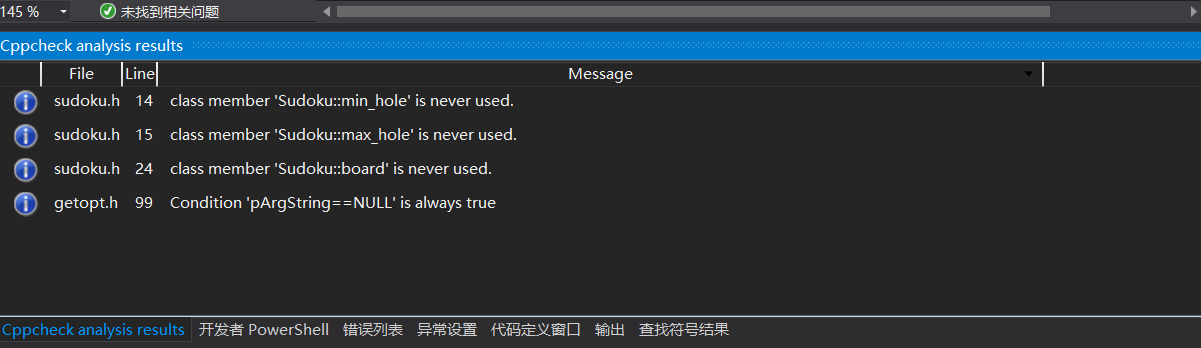 145 % 未找到相关问题
Cppcheck analysis results
File Line Message
sudoku.h 14 class member 'Sudoku::min_hole' is never used.
sudoku.h 15 class member 'Sudoku::max_hole' is never used.
sudoku.h 24 class member 'Sudoku::board' is never used.
getopt.h 99 Condition 'pArgString==NULL' is always true
Cppcheck analysis results 开发者 PowerShell 错误列表 异常设置 代码定义窗口 输出 查找符号结果